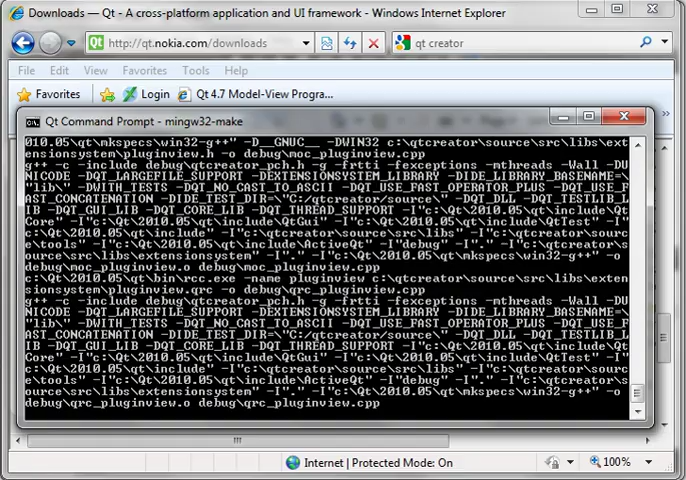 Downloads — Qt - A cross-platform application and UI framework - Windows Internet Explorer
http://qt.nokia.com/downloads
qt creator
File Edit View Favorites Tools Help
Favorites Login Qt 4.7 Model-View Progra...
Qt Command Prompt - mingw32-make
010.05\qt\mkspecs\win32-g++" -D__GNUC__ -DWIN32 c:\qtcreator\source\src\libs\ext
ensionsystem\pluginview.h -o debug\moc_pluginview.cpp
g++ -c -include debug\qtcreator_pch.h -g -frtti -fexceptions -mthreads -Wall -DU
NICODE -DQT_LARGEFILE_SUPPORT -DEXTENSIONSYSTEM_LIBRARY -DIDE_LIBRARY_BASENAME=\
"lib\" -DWITH_TESTS -DQT_NO_CAST_TO_ASCII -DQT_USE_FAST_OPERATOR_PLUS -DQT_USE_F
AST_CONCATENATION -DIDE_TEST_DIR=\"C:/qtcreator/source\" -DQT_DLL -DQT_TESTLIB_L
IB -DQT_GUI_LIB -DQT_CORE_LIB -DQT_THREAD_SUPPORT -I"c:\Qt\2010.05\qt\include\Qt
Core" -I"c:\Qt\2010.05\qt\include\QtGui" -I"c:\Qt\2010.05\qt\include\QtTest" -I"
c:\Qt\2010.05\qt\include" -I"c:\qtcreator\source\src\libs" -I"c:\qtcreator\sourc
e\tools" -I"c:\Qt\2010.05\qt\include\ActiveQt" -I"debug" -I"." -I"c:\qtcreator\s
ource\src\libs\extensionsystem" -I"." -I"c:\Qt\2010.05\qt\mkspecs\win32-g++" -o
debug\moc_pluginview.o debug\moc_pluginview.cpp
c:\Qt\2010.05\qt\bin\rcc.exe -name pluginview c:\qtcreator\source\src\libs\exten
sionsystem\pluginview.qrc -o debug\qrc_pluginview.cpp
g++ -c -include debug\qtcreator_pch.h -g -frtti -fexceptions -mthreads -Wall -DU
NICODE -DQT_LARGEFILE_SUPPORT -DEXTENSIONSYSTEM_LIBRARY -DIDE_LIBRARY_BASENAME=\
"lib\" -DWITH_TESTS -DQT_NO_CAST_TO_ASCII -DQT_USE_FAST_OPERATOR_PLUS -DQT_USE_F
AST_CONCATENATION -DIDE_TEST_DIR=\"C:/qtcreator/source\" -DQT_DLL -DQT_TESTLIB_L
IB -DQT_GUI_LIB -DQT_CORE_LIB -DQT_THREAD_SUPPORT -I"c:\Qt\2010.05\qt\include\Qt
Core" -I"c:\Qt\2010.05\qt\include\QtGui" -I"c:\Qt\2010.05\qt\include\QtTest" -I"
c:\Qt\2010.05\qt\include" -I"c:\qtcreator\source\src\libs" -I"c:\qtcreator\sourc
e\tools" -I"c:\Qt\2010.05\qt\include\ActiveQt" -I"debug" -I"." -I"c:\qtcreator\s
ource\src\libs\extensionsystem" -I"." -I"c:\Qt\2010.05\qt\mkspecs\win32-g++" -o
debug\qrc_pluginview.o debug\qrc_pluginview.cpp
Internet | Protected Mode: On 100%